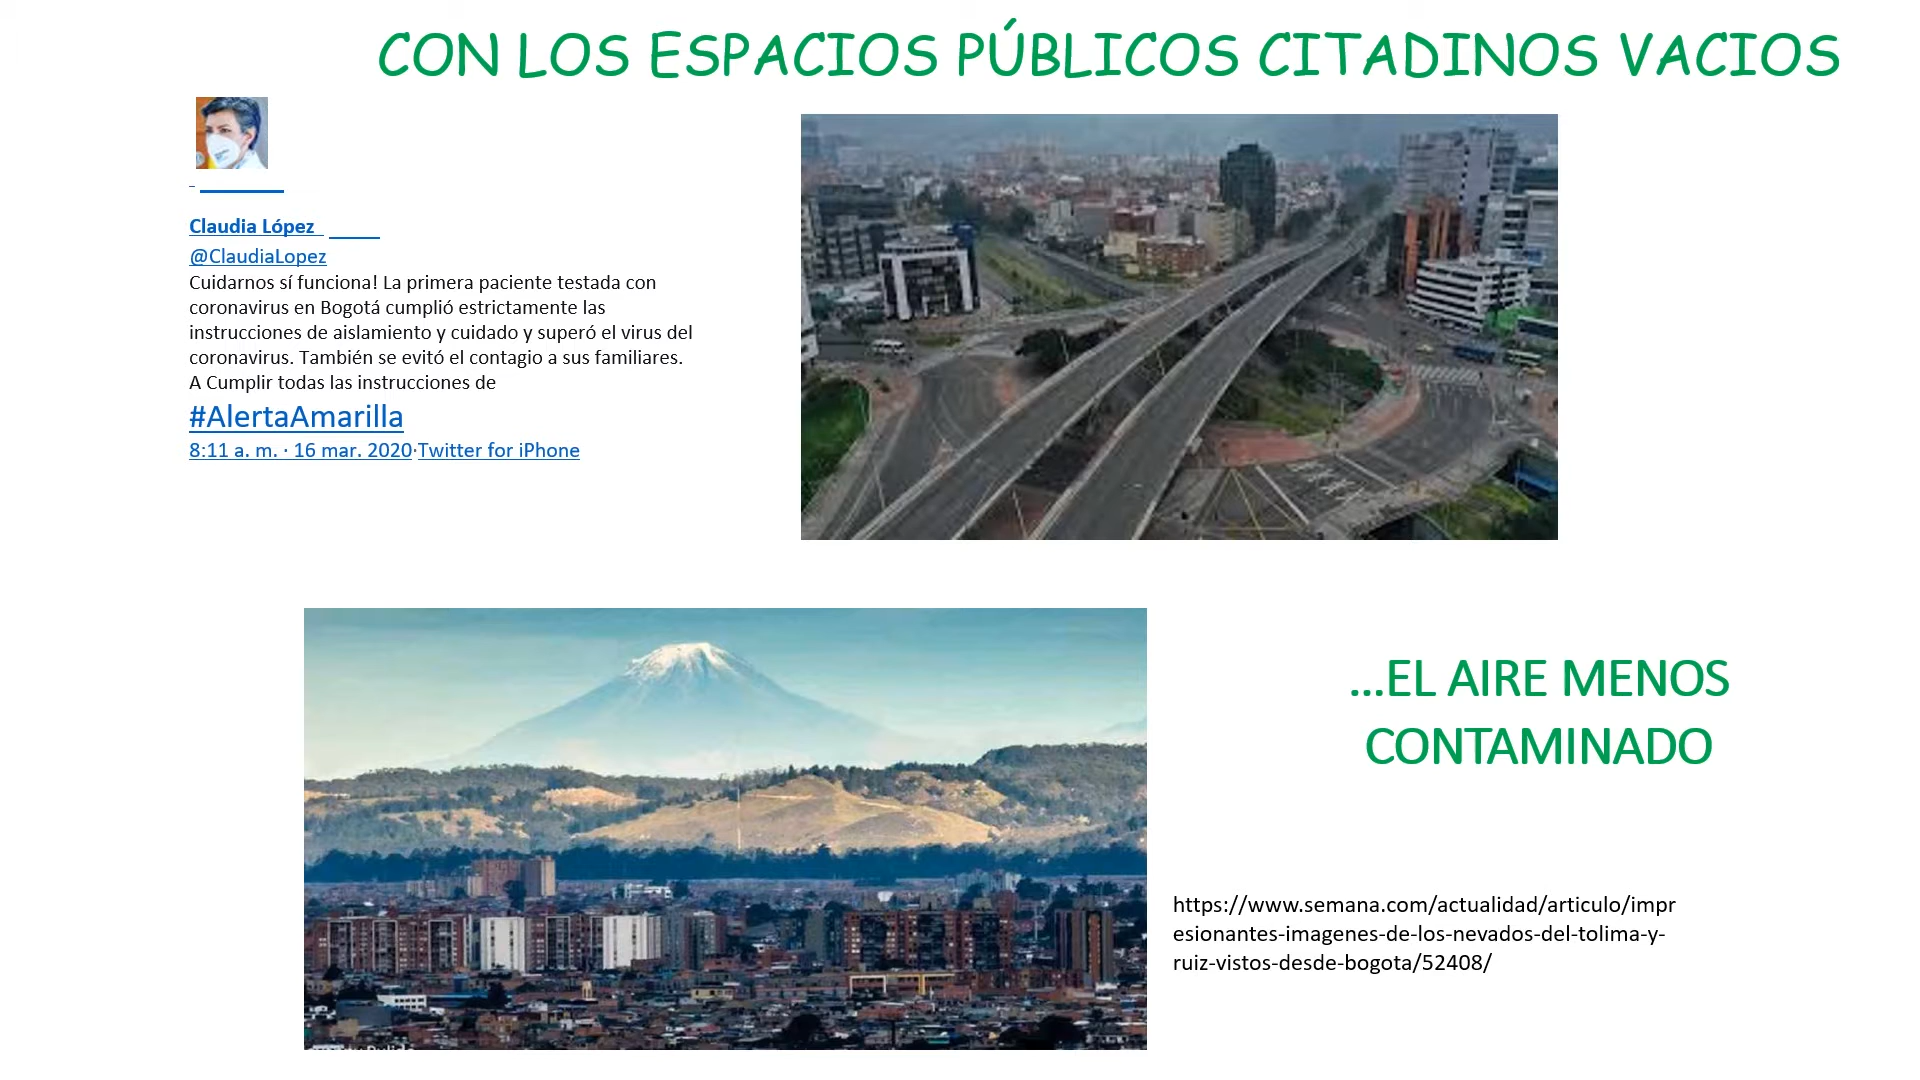 CON LOS ESPACIOS PÚBLICOS CITADINOS VACIOS
Claudia López
@ClaudiaLopez
Cuidarnos sí funciona! La primera paciente testada con
coronavirus en Bogotá cumplió estrictamente las
instrucciones de aislamiento y cuidado y superó el virus del
coronavirus. También se evitó el contagio a sus familiares.
A Cumplir todas las instrucciones de
#AlertaAmarilla
8:11 a. m. · 16 mar. 2020·Twitter for iPhone
...EL AIRE MENOS
CONTAMINADO
https://www.semana.com/actualidad/articulo/impr
esionantes-imagenes-de-los-nevados-del-tolima-y-
ruiz-vistos-desde-bogota/52408/